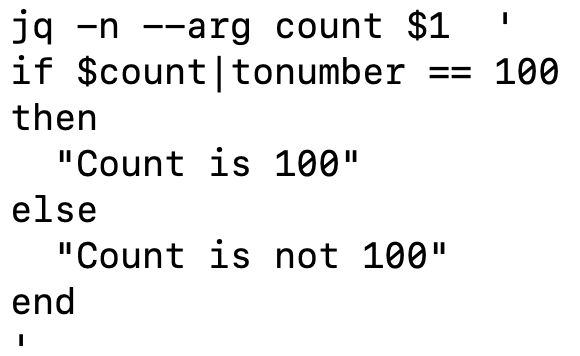 jq -n --arg count $1  '
if $count|tonumber == 100
then
  "Count is 100"
else
  "Count is not 100"
end
'